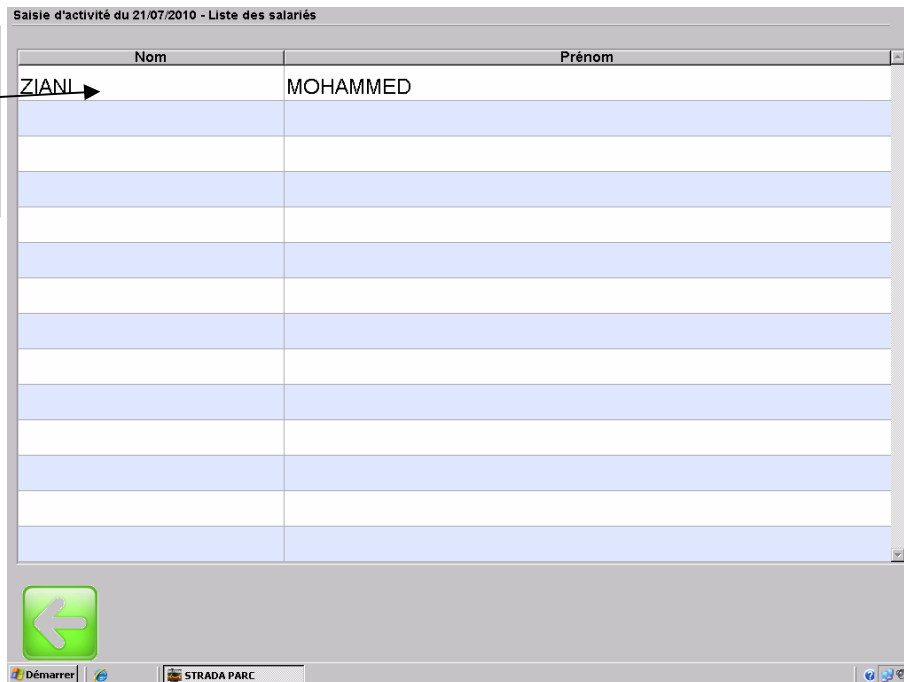 Saisie d'activité du 21/07/2010 - Liste des salariés
Nom Prénom
ZIANI MOHAMMED
Démarrer STRADA PARC